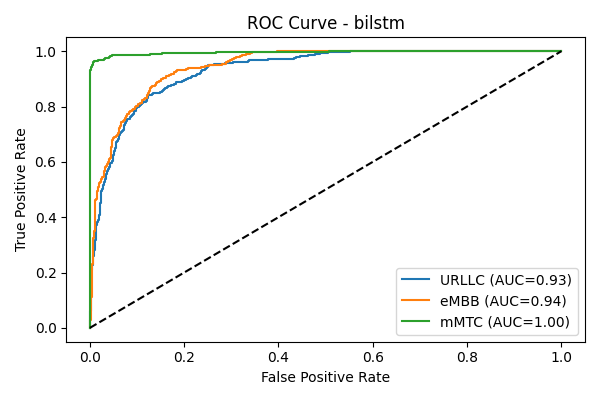 ROC Curve - bilstm
True Positive Rate
1.0
0.8
0.6
0.4
0.2
0.0
URLLC (AUC=0.93)
eMBB (AUC=0.94)
mMTC (AUC=1.00)
0.0 0.2 0.4 0.6 0.8 1.0
False Positive Rate